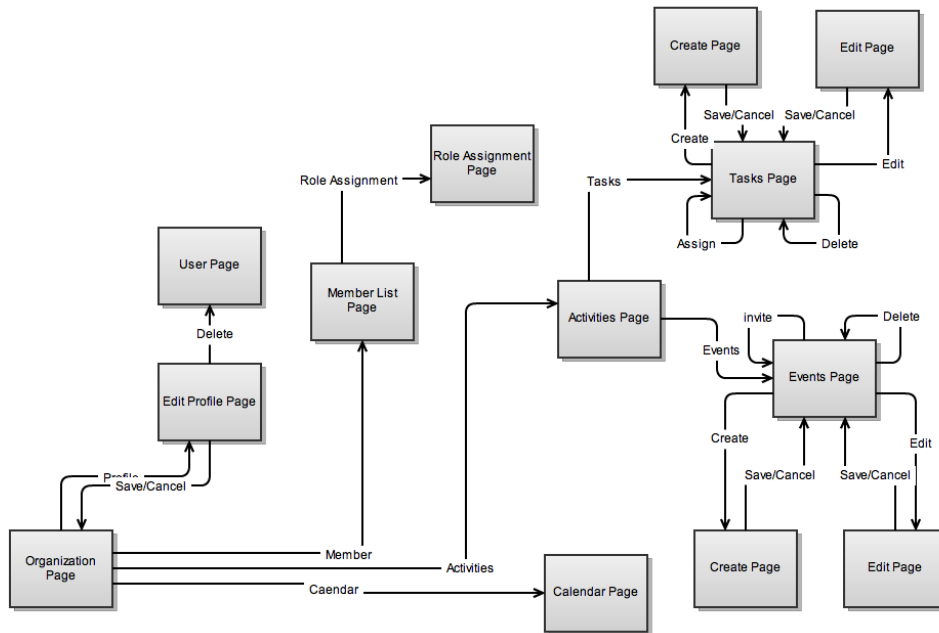 Create Page
Edit Page
Save/Cancel
Save/Cancel
Create
Edit
Role Assignment
Page
Role Assignment
Tasks
Tasks Page
Assign
Delete
User Page
Member List
Page
Activities Page
invite
Delete
Delete
Events
Events Page
Edit Profile Page
Create
Edit
Profile
Save/Cancel
Save/Cancel
Save/Cancel
Organization
Page
Member
Activities
Caendar
Calendar Page
Create Page
Edit Page